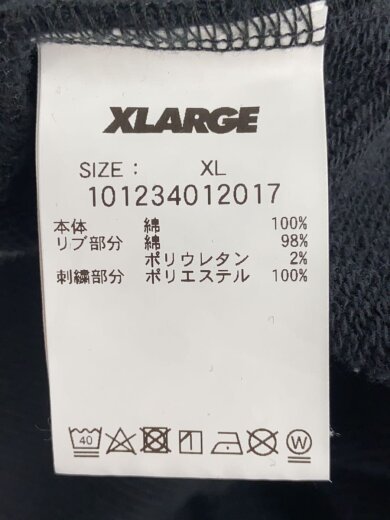 XLARGE
SIZE : XL
101234012017
本体 綿 100%
リブ部分 綿 98%
ポリウレタン 2%
刺繍部分 ポリエステル 100%
40
W